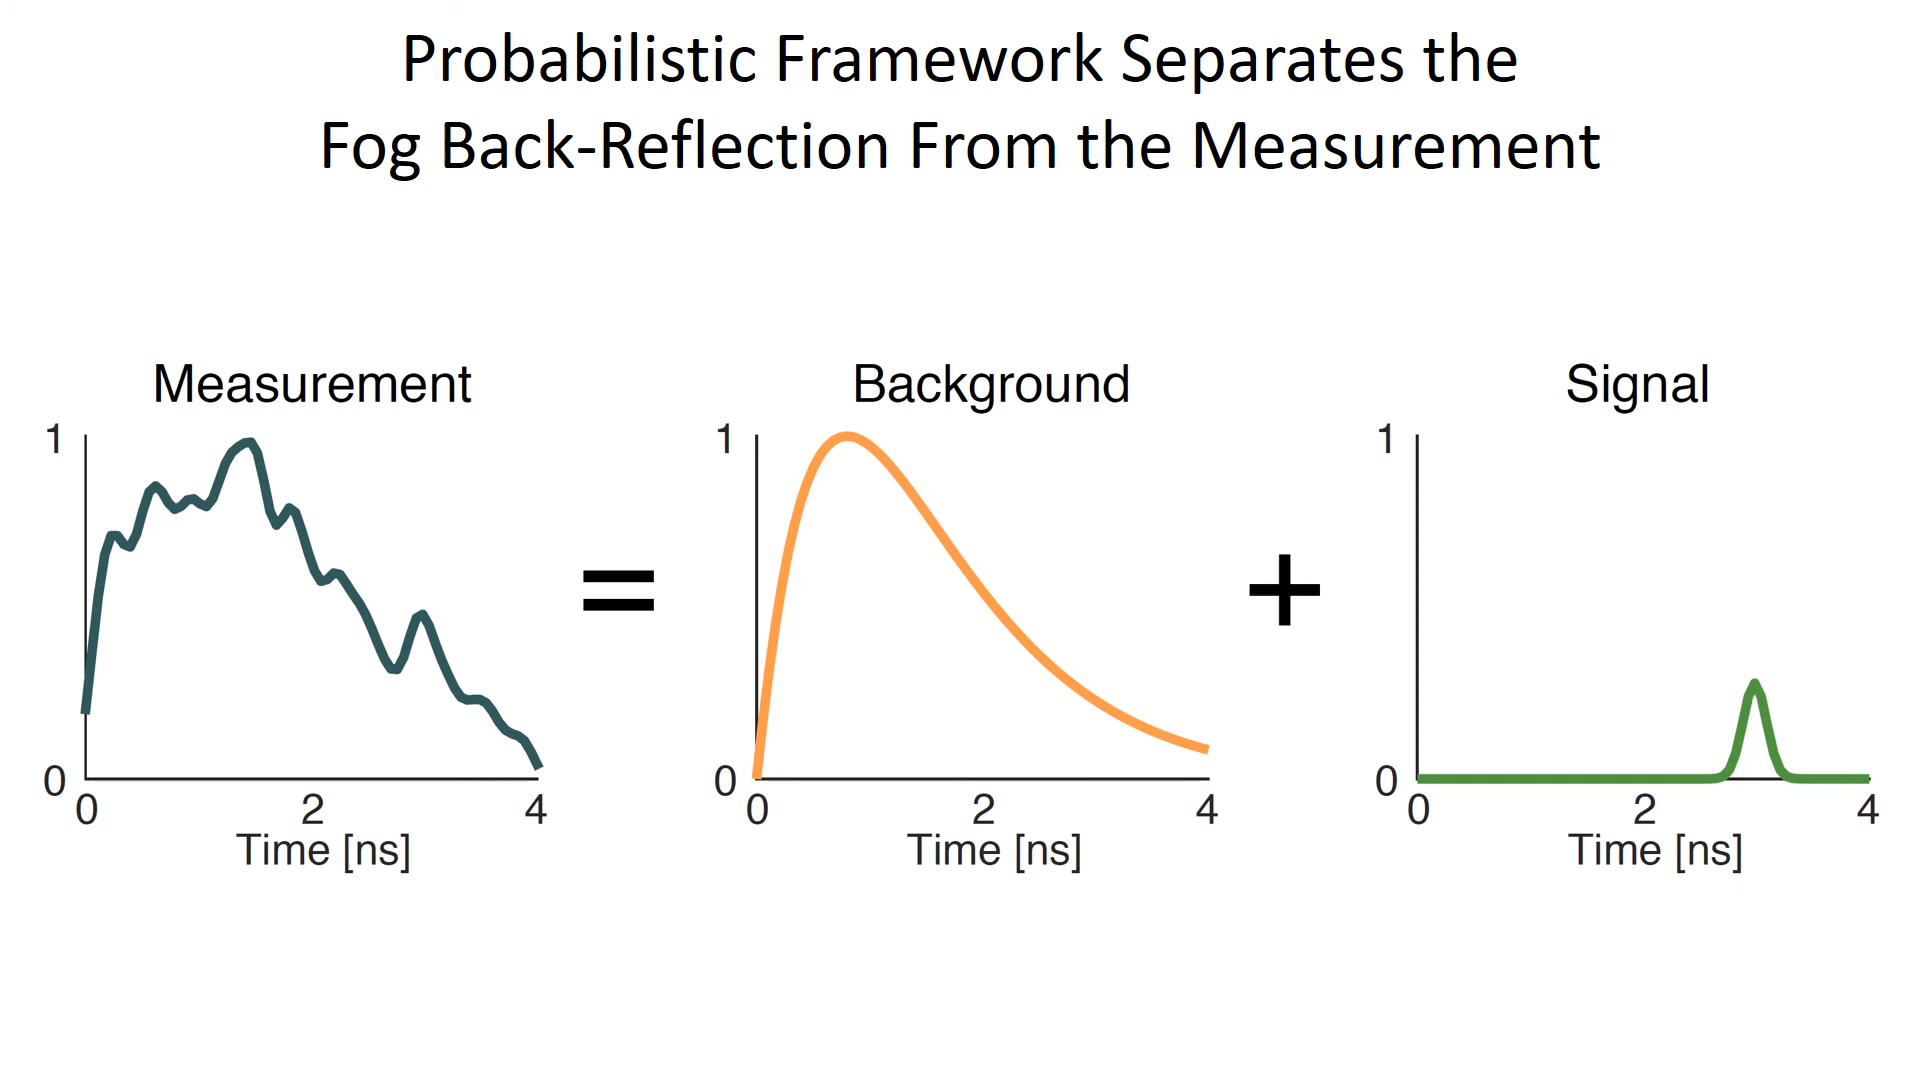 Probabilistic Framework Separates the
Fog Back-Reflection From the Measurement
Measurement
1
0
0 2 4
Time [ns]
=
Background
1
0
0 2 4
Time [ns]
+
Signal
1
0
0 2 4
Time [ns]